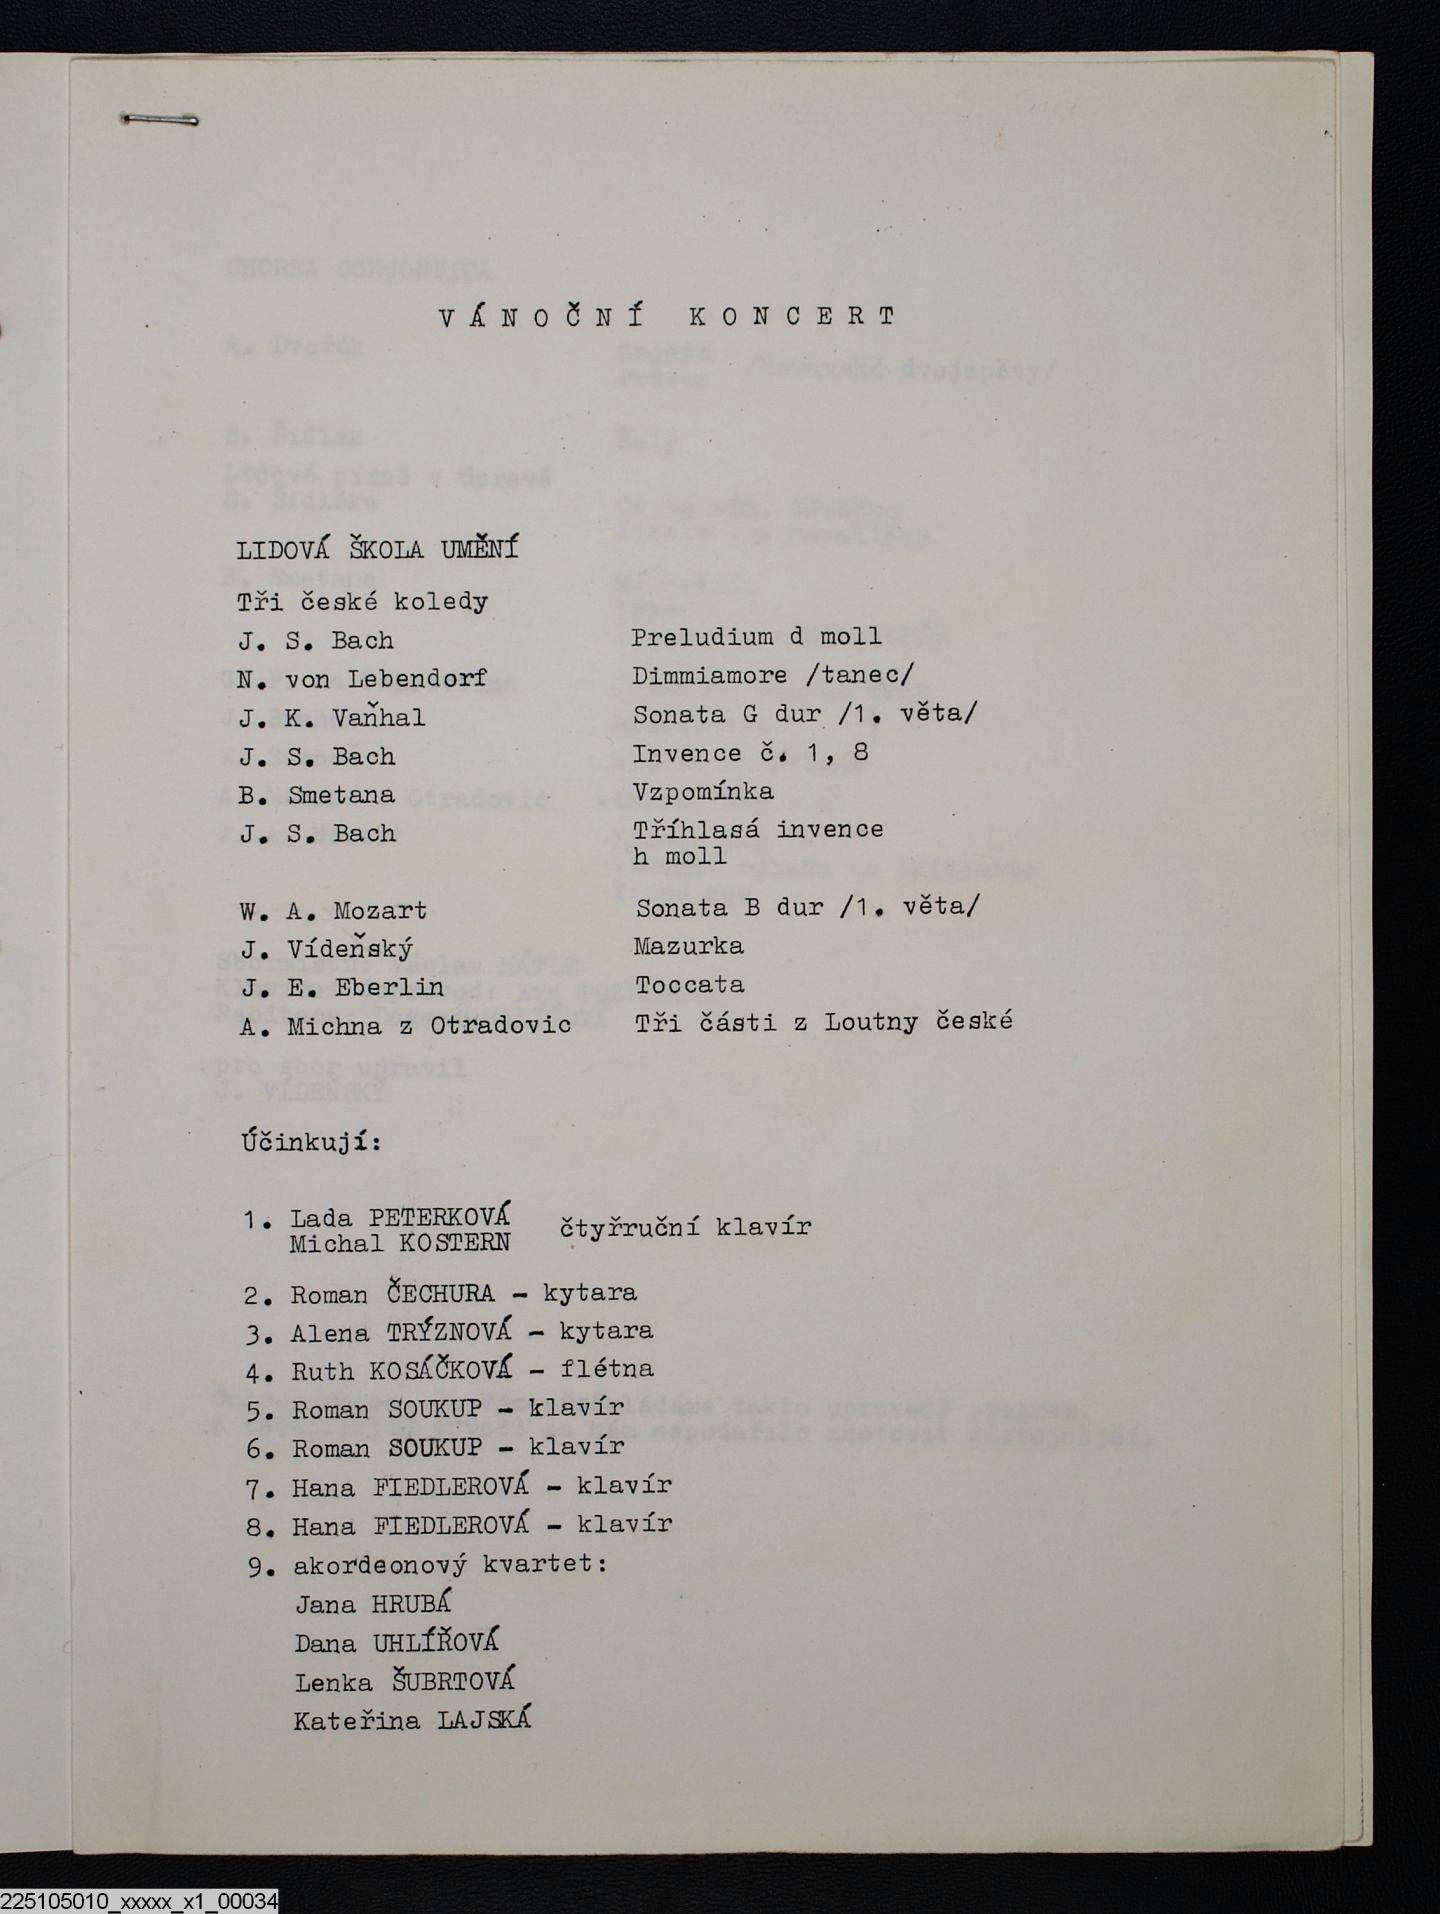 VÁNOČNÍ KONCERT
LIDOVÁ ŠKOLA UMĚNÍ
Tři české koledy
J. S. Bach Preludium d moll
N. von Lebendorf Dimmiamore /tanec/
J. K. Vaňhal Sonata G dur /1. věta/
J. S. Bach Invence č. 1, 8
B. Smetana Vzpomínka
J. S. Bach Tříhlasá invence
h moll
W. A. Mozart Sonata B dur /1. věta/
J. Vídeňský Mazurka
J. E. Eberlin Toccata
A. Michna z Otradovic Tři části z Loutny české
Účinkují:
1. Lada PETERKOVÁ čtyřruční klavír
Michal KOSTERN
2. Roman ČECHURA - kytara
3. Alena TRÝZNOVÁ - kytara
4. Ruth KOSÁČKOVÁ - flétna
5. Roman SOUKUP - klavír
6. Roman SOUKUP - klavír
7. Hana FIEDLEROVÁ - klavír
8. Hana FIEDLEROVÁ - klavír
9. akordeonový kvartet:
Jana HRUBÁ
Dana UHLÍŘOVÁ
Lenka ŠUBRTOVÁ
Kateřina LAJSKÁ
225105010_xxxxx_x1_00034